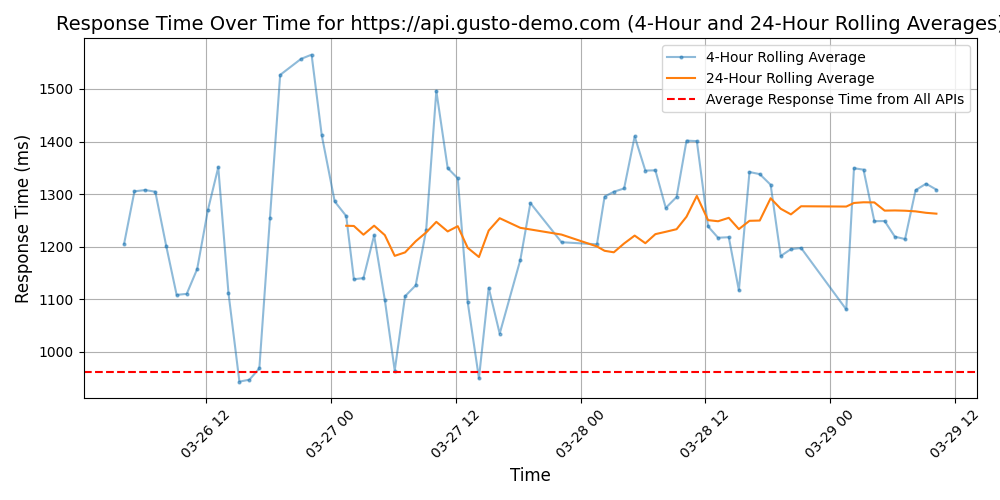 Response Time Over Time for https://api.gusto-demo.com (4-Hour and 24-Hour Rolling Averages)
4-Hour Rolling Average
24-Hour Rolling Average
Average Response Time from All APIs
Response Time (ms)
1500
1400
1300
1200
1100
1000
03-26 12
03-27 00
03-27 12
03-28 00
03-28 12
03-29 00
03-29 12
Time